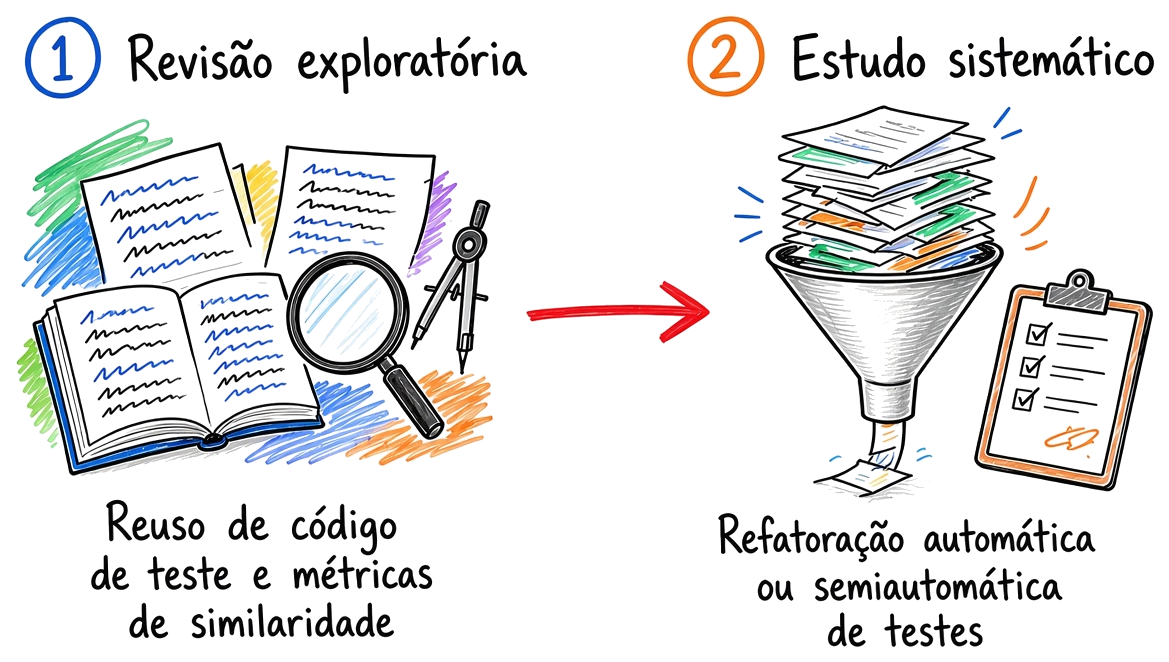 1 Revisão exploratória
Reuso de código
de teste e métricas
de similaridade
2 Estudo sistemático
Refatoração automática
ou semiautomática
de testes